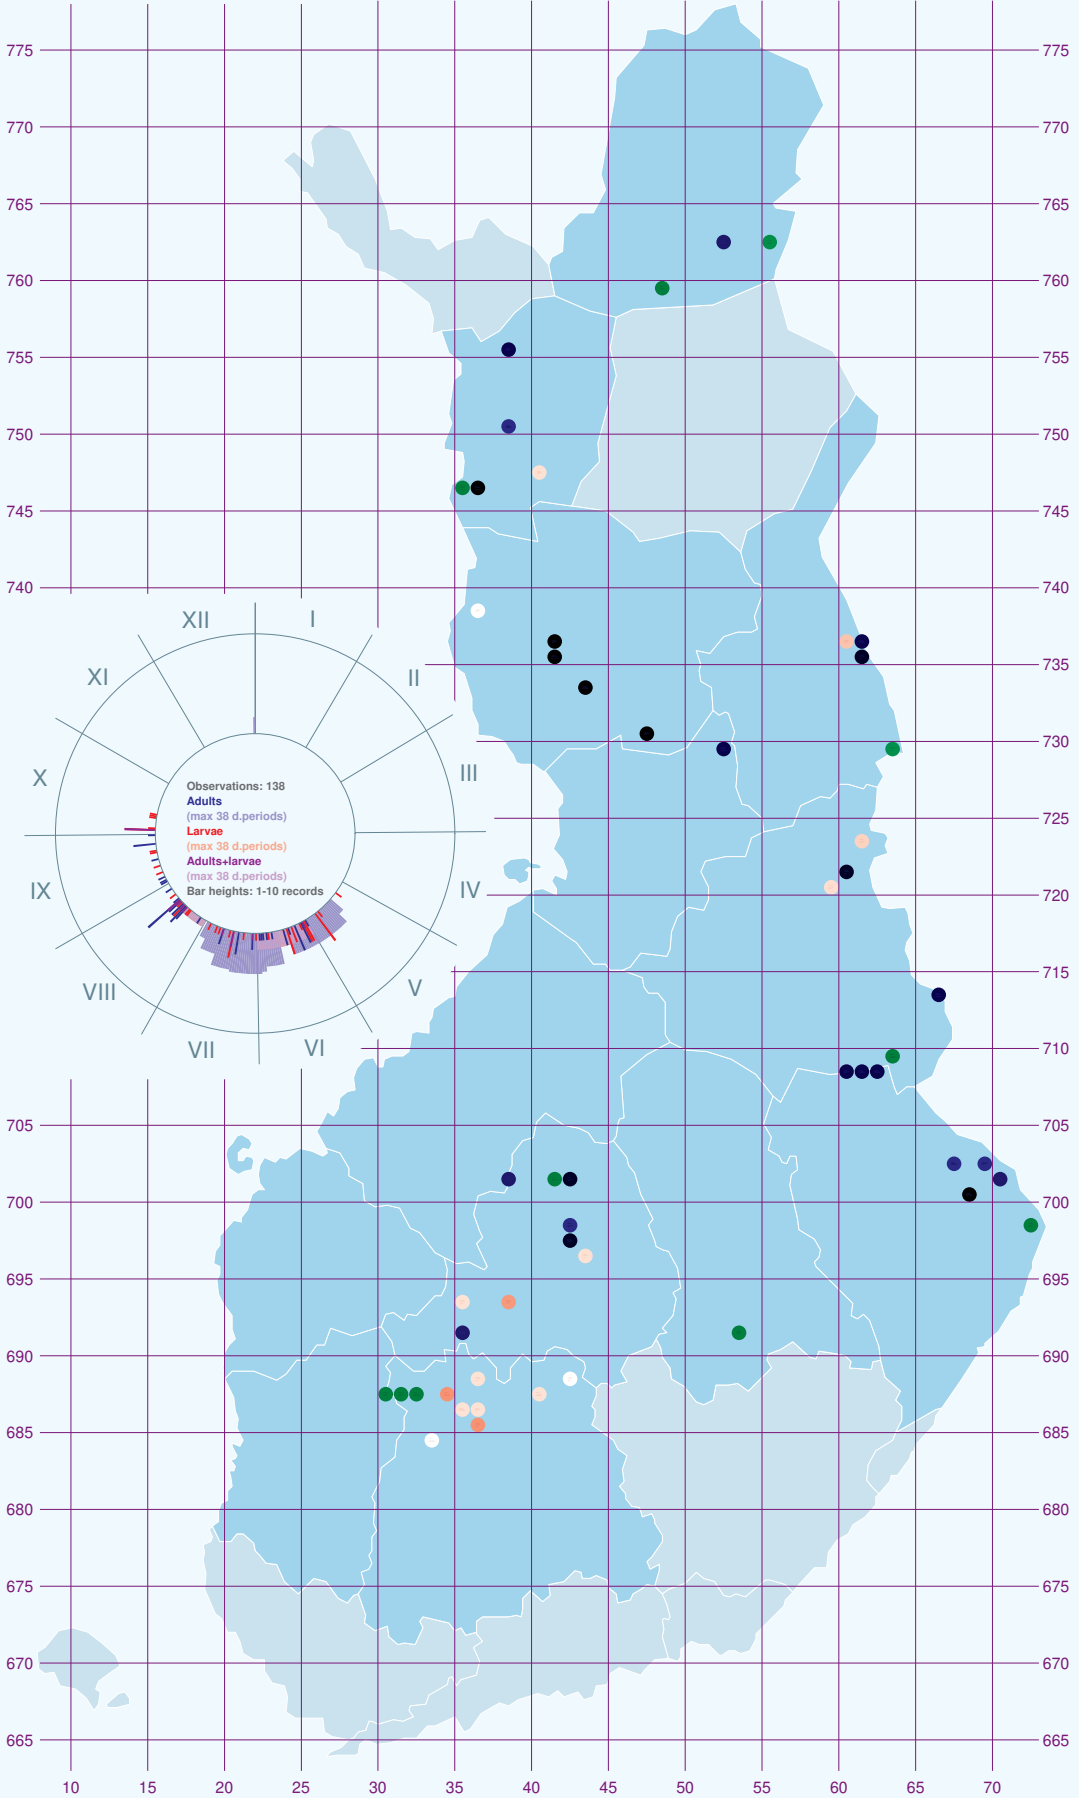 775 775
770 770
765 765
760 760
755 755
750 750
745 745
740 740
735
730
725
720
715
710
705 705
700 700
695 695
690 690
685 685
680 680
675 675
670 670
665 665
10 15 20 25 30 35 40 45 50 55 60 65 70
XII I
XI II
X III
IX IV
VIII V
VII VI
Observations: 138
Adults
(max 38 d.periods)
Larvae
(max 38 d.periods)
Adults+larvae
(max 38 d.periods)
Bar heights: 1-10 records